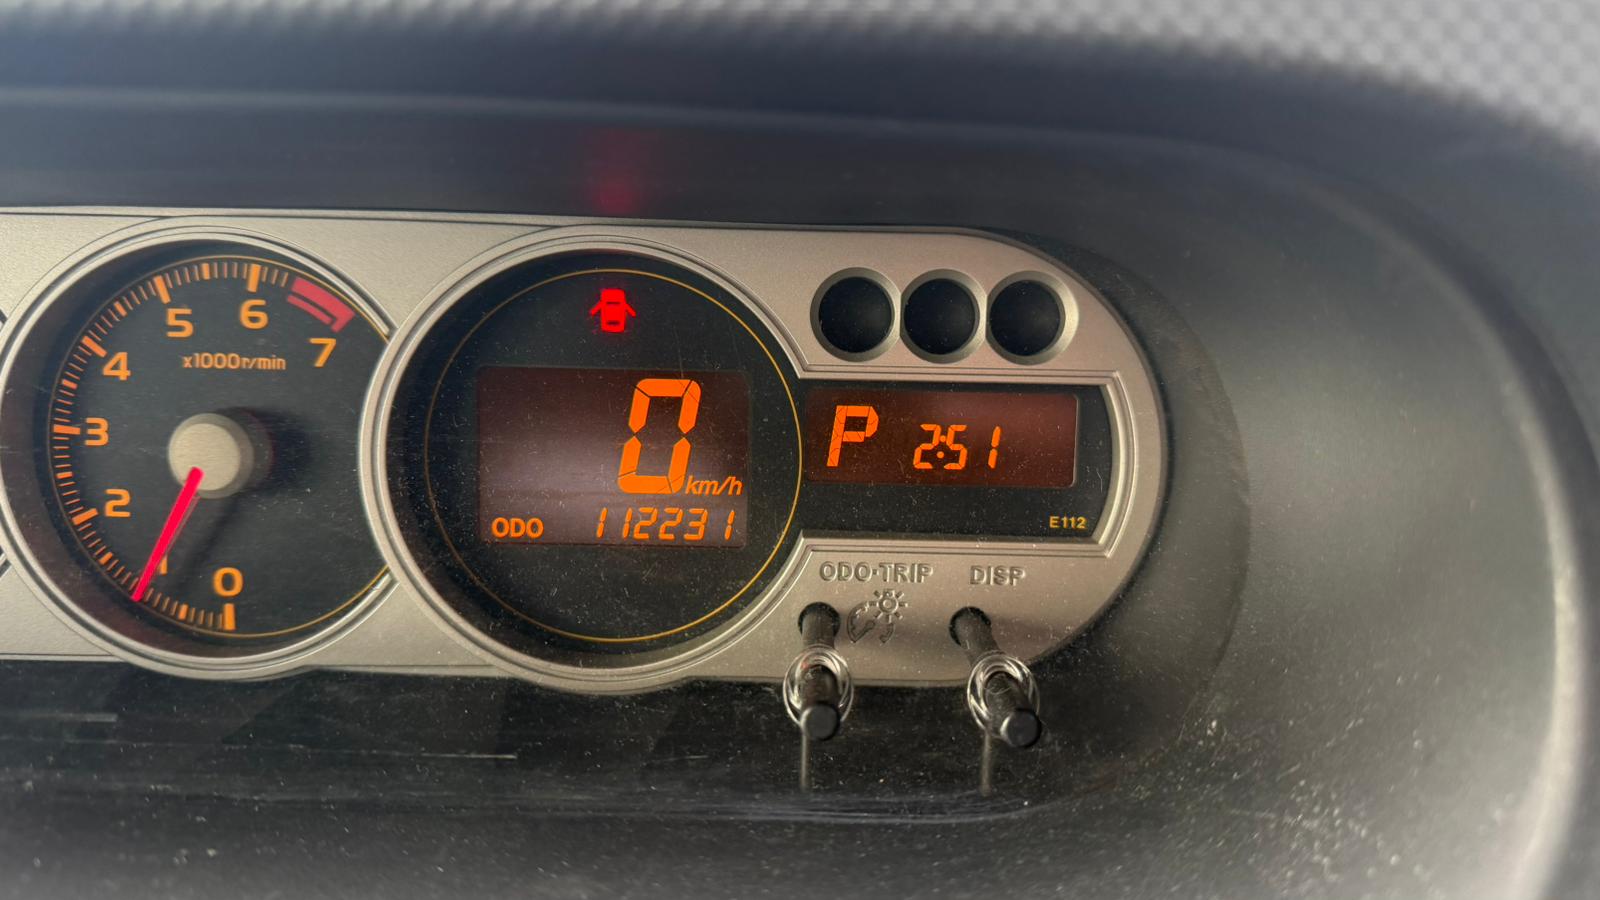 0
1
2
3
4
5
6
7
x1000r/min
0
km/h
ODO 112231
P 2:51
E112
ODO·TRIP DISP